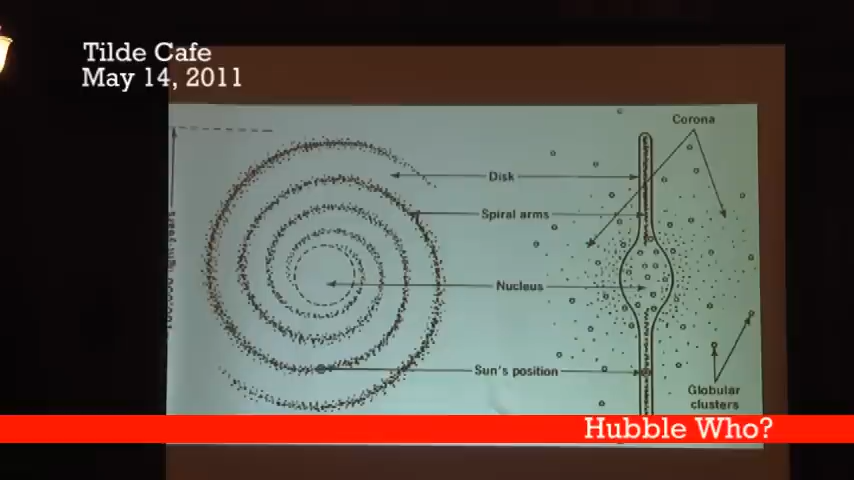 Tilde Cafe
May 14, 2011
Corona
Disk
Spiral arms
Nucleus
Sun's position
Globular
clusters
Hubble Who?